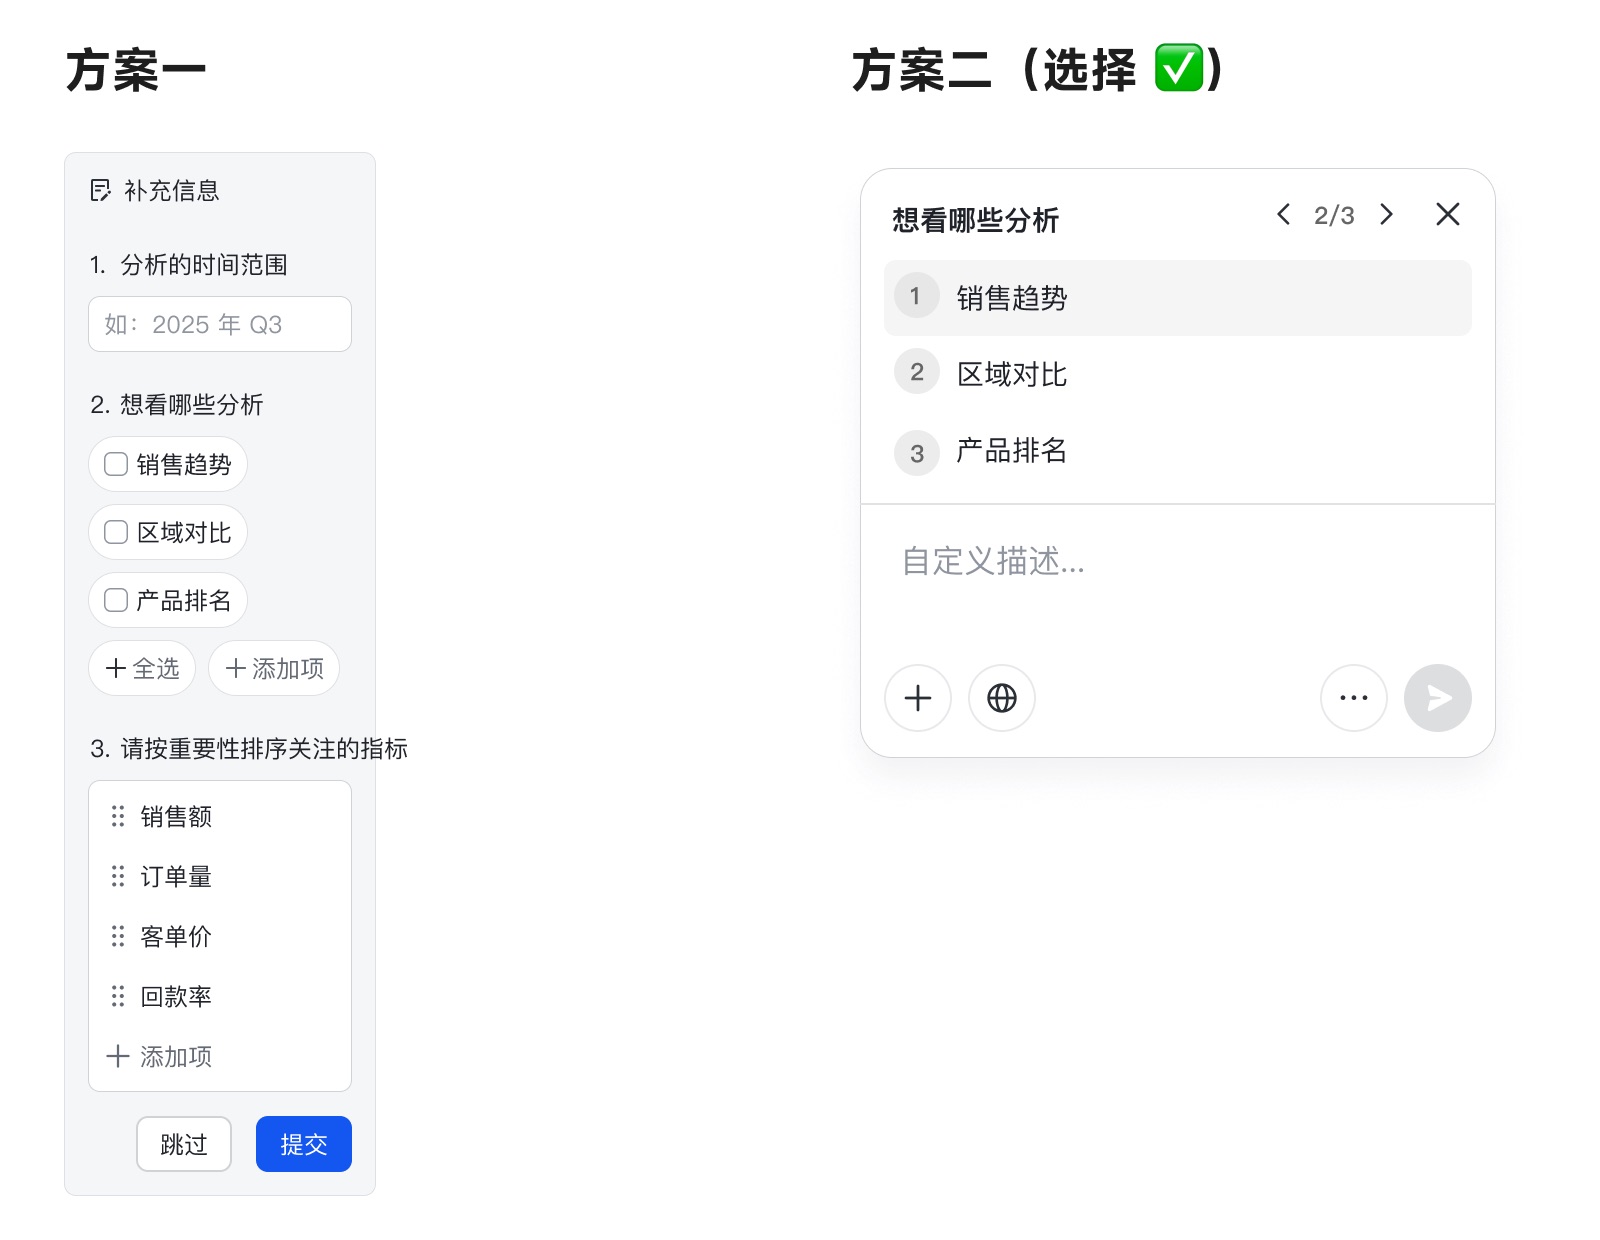 方案一
补充信息
1. 分析的时间范围
如：2025 年 Q3
2. 想看哪些分析
销售趋势
区域对比
产品排名
全选 添加项
3. 请按重要性排序关注的指标
销售额
订单量
客单价
回款率
添加项
跳过 提交
方案二（选择 ✅）
想看哪些分析 2/3
1 销售趋势
2 区域对比
3 产品排名
自定义描述...